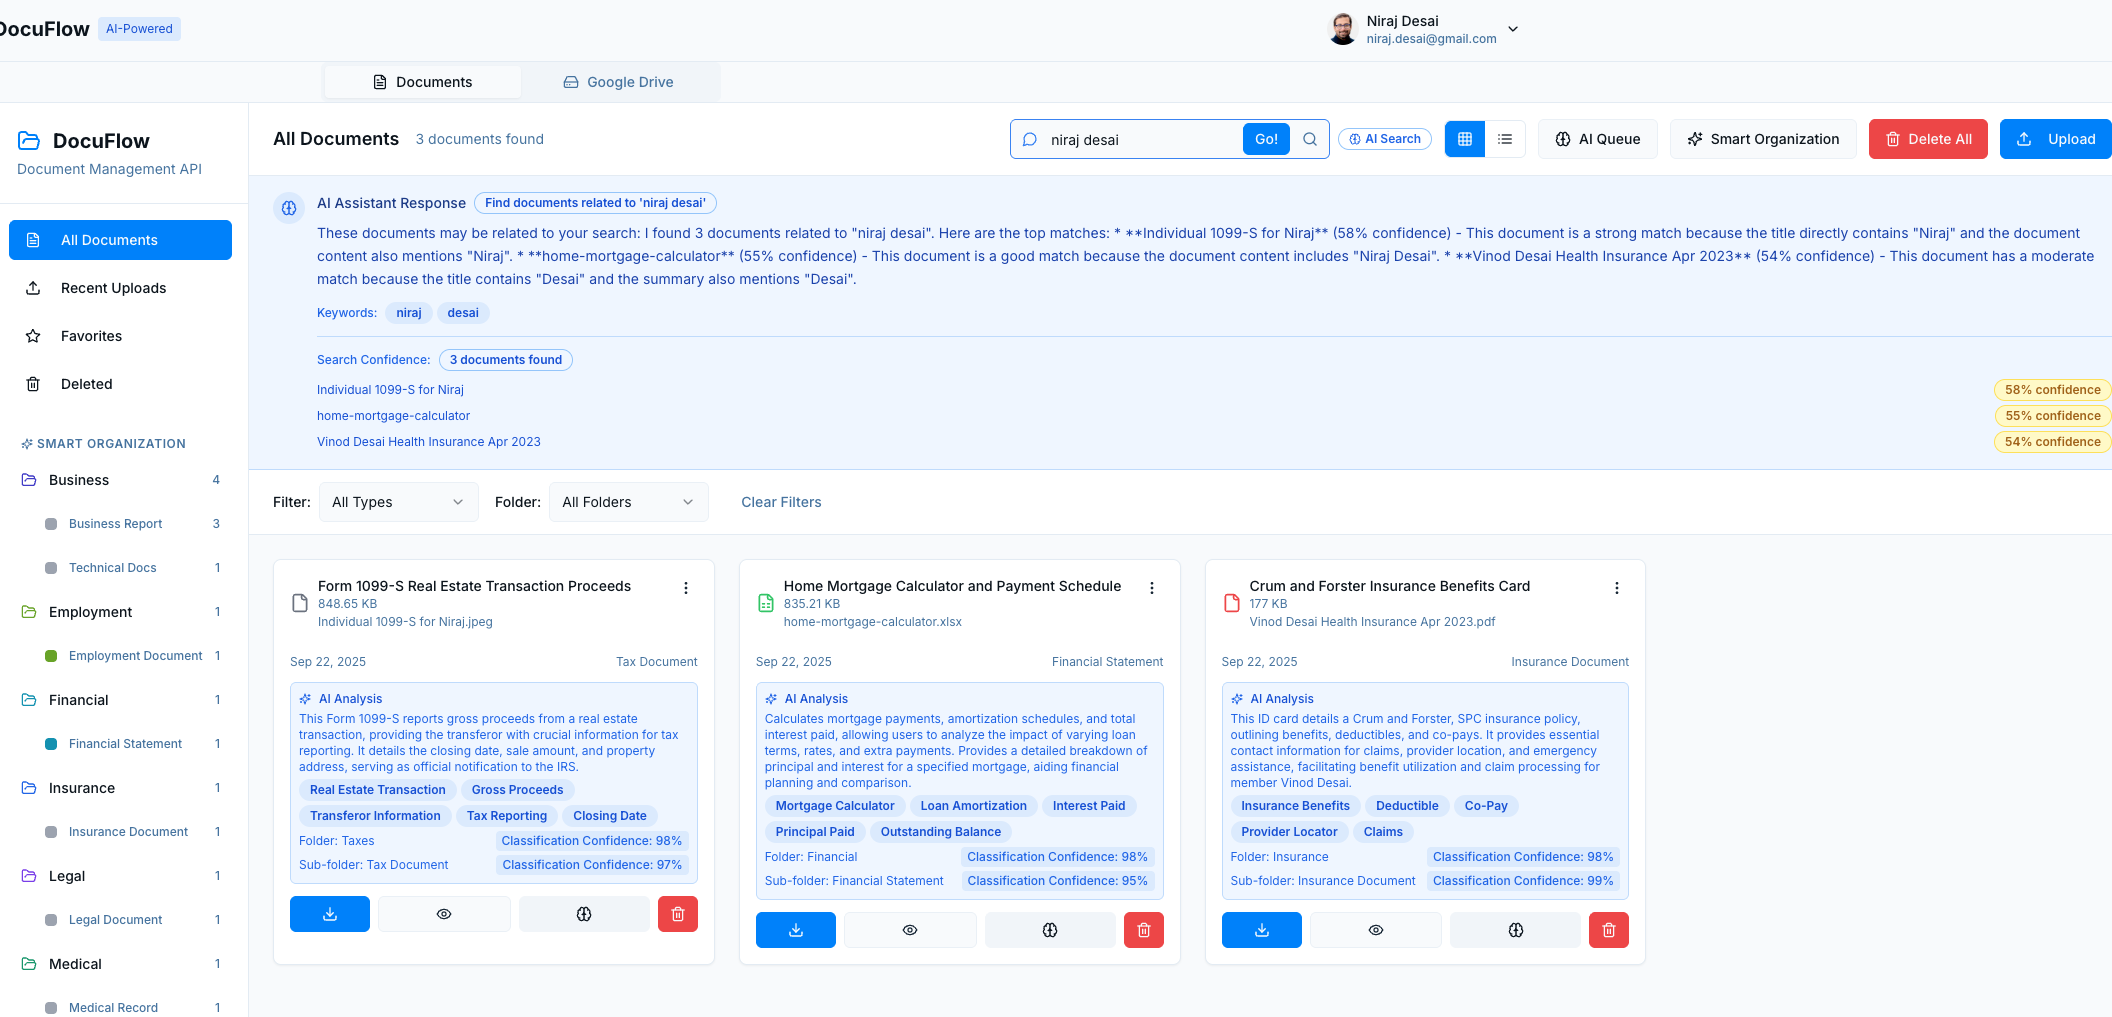 DocuFlow AI-Powered
Niraj Desai
niraj.desai@gmail.com
Documents
Google Drive
DocuFlow
Document Management API
All Documents
Recent Uploads
Favorites
Deleted
SMART ORGANIZATION
Business 4
Business Report 3
Technical Docs 1
Employment 1
Employment Document 1
Financial 1
Financial Statement 1
Insurance 1
Insurance Document 1
Legal 1
Legal Document 1
Medical 1
Medical Record 1
All Documents 3 documents found
niraj desai Go! AI Search AI Queue Smart Organization Delete All Upload
AI Assistant Response Find documents related to 'niraj desai'
These documents may be related to your search: I found 3 documents related to "niraj desai". Here are the top matches: * **Individual 1099-S for Niraj** (58% confidence) - This document is a strong match because the title directly contains "Niraj" and the document
content also mentions "Niraj". * **home-mortgage-calculator** (55% confidence) - This document is a good match because the document content includes "Niraj Desai". * **Vinod Desai Health Insurance Apr 2023** (54% confidence) - This document has a moderate
match because the title contains "Desai" and the summary also mentions "Desai".
Keywords: niraj desai
Search Confidence: 3 documents found
Individual 1099-S for Niraj 58% confidence
home-mortgage-calculator 55% confidence
Vinod Desai Health Insurance Apr 2023 54% confidence
Filter: All Types Folder: All Folders Clear Filters
Form 1099-S Real Estate Transaction Proceeds
848.65 KB
Individual 1099-S for Niraj.jpeg
Sep 22, 2025 Tax Document
AI Analysis
This Form 1099-S reports gross proceeds from a real estate
transaction, providing the transferor with crucial information for tax
reporting. It details the closing date, sale amount, and property
address, serving as official notification to the IRS.
Real Estate Transaction Gross Proceeds
Transferor Information Tax Reporting Closing Date
Folder: Taxes Classification Confidence: 98%
Sub-folder: Tax Document Classification Confidence: 97%
Home Mortgage Calculator and Payment Schedule
835.21 KB
home-mortgage-calculator.xlsx
Sep 22, 2025 Financial Statement
AI Analysis
Calculates mortgage payments, amortization schedules, and total
interest paid, allowing users to analyze the impact of varying loan
terms, rates, and extra payments. Provides a detailed breakdown of
principal and interest for a specified mortgage, aiding financial
planning and comparison.
Mortgage Calculator Loan Amortization Interest Paid
Principal Paid Outstanding Balance
Folder: Financial Classification Confidence: 98%
Sub-folder: Financial Statement Classification Confidence: 95%
Crum and Forster Insurance Benefits Card
177 KB
Vinod Desai Health Insurance Apr 2023.pdf
Sep 22, 2025 Insurance Document
AI Analysis
This ID card details a Crum and Forster, SPC insurance policy,
outlining benefits, deductibles, and co-pays. It provides essential
contact information for claims, provider location, and emergency
assistance, facilitating benefit utilization and claim processing for
member Vinod Desai.
Insurance Benefits Deductible Co-Pay
Provider Locator Claims
Folder: Insurance Classification Confidence: 98%
Sub-folder: Insurance Document Classification Confidence: 99%